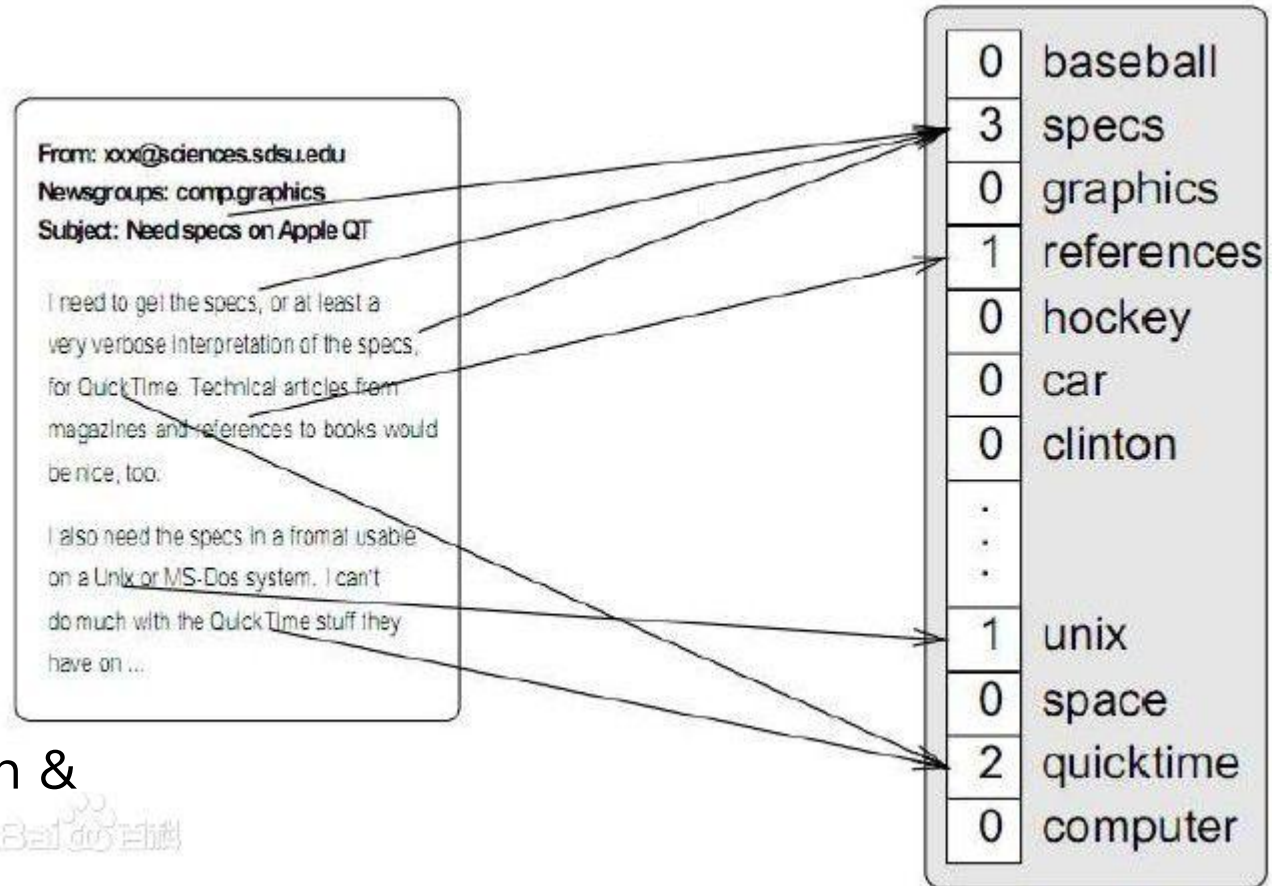 From: xxx@sciences.sdsu.edu
Newsgroups: comp.graphics
Subject: Need specs on Apple QT
I need to get the specs, or at least a
very verbose interpretation of the specs,
for QuickTime. Technical articles from
magazines and references to books would
be nice, too.
I also need the specs in a fromat usable
on a Unix or MS-Dos system. I can't
do much with the QuickTime stuff they
have on ...
0 baseball
3 specs
0 graphics
1 references
0 hockey
0 car
0 clinton
.
.
.
1 unix
0 space
2 quicktime
0 computer
n &
Bai du 百科